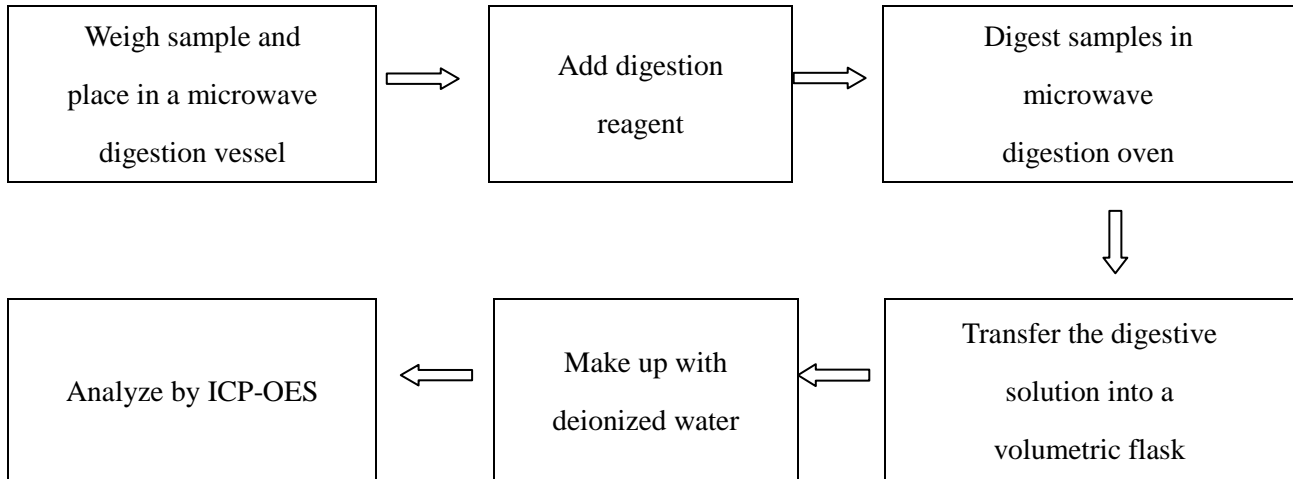 Weigh sample and
place in a microwave
digestion vessel
Add digestion
reagent
Digest samples in
microwave
digestion oven
Transfer the digestive
solution into a
volumetric flask
Make up with
deionized water
Analyze by ICP-OES